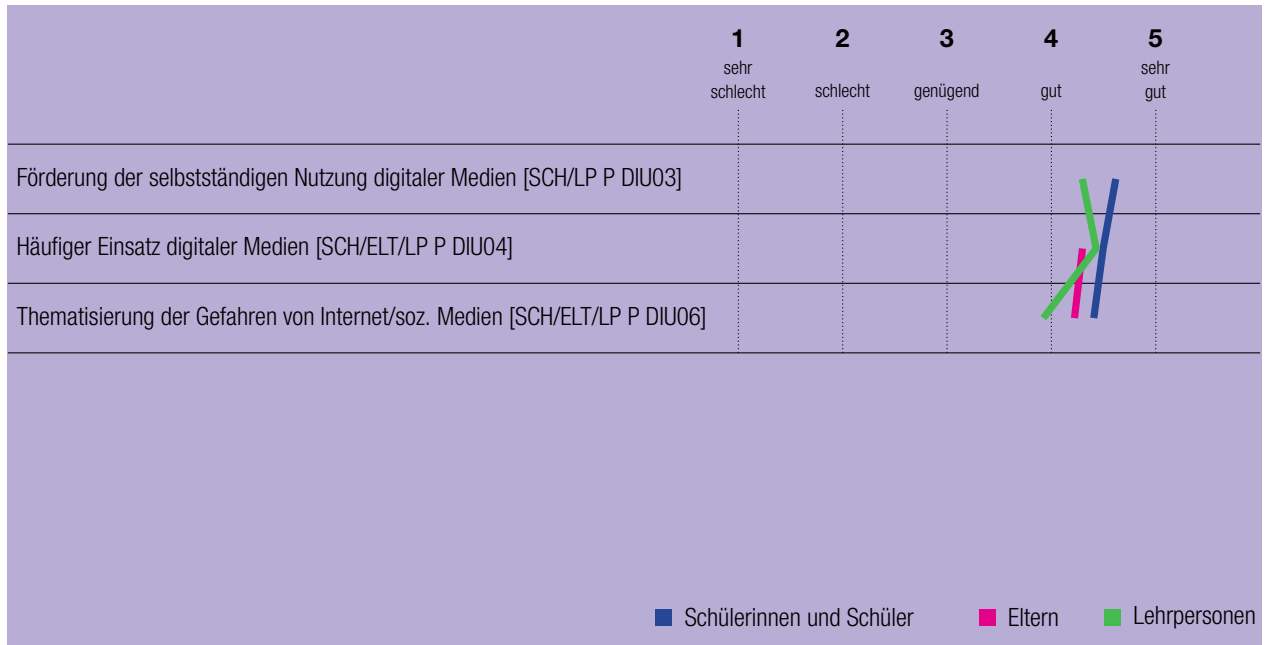 1 2 3 4 5
sehr schlecht schlecht genügend gut sehr gut
Förderung der selbstständigen Nutzung digitaler Medien [SCH/LP P DIU03]
Häufiger Einsatz digitaler Medien [SCH/ELT/LP P DIU04]
Thematisierung der Gefahren von Internet/soz. Medien [SCH/ELT/LP P DIU06]
Schülerinnen und Schüler Eltern Lehrpersonen